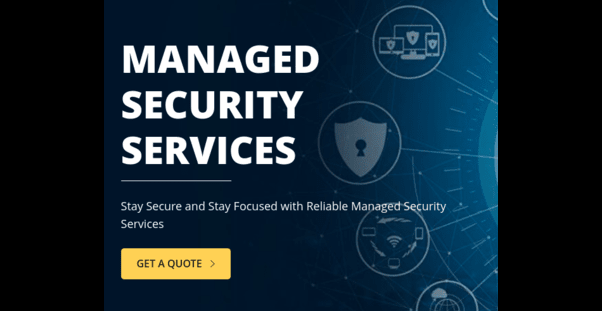 MANAGED
SECURITY
SERVICES
Stay Secure and Stay Focused with Reliable Managed Security
Services
GET A QUOTE